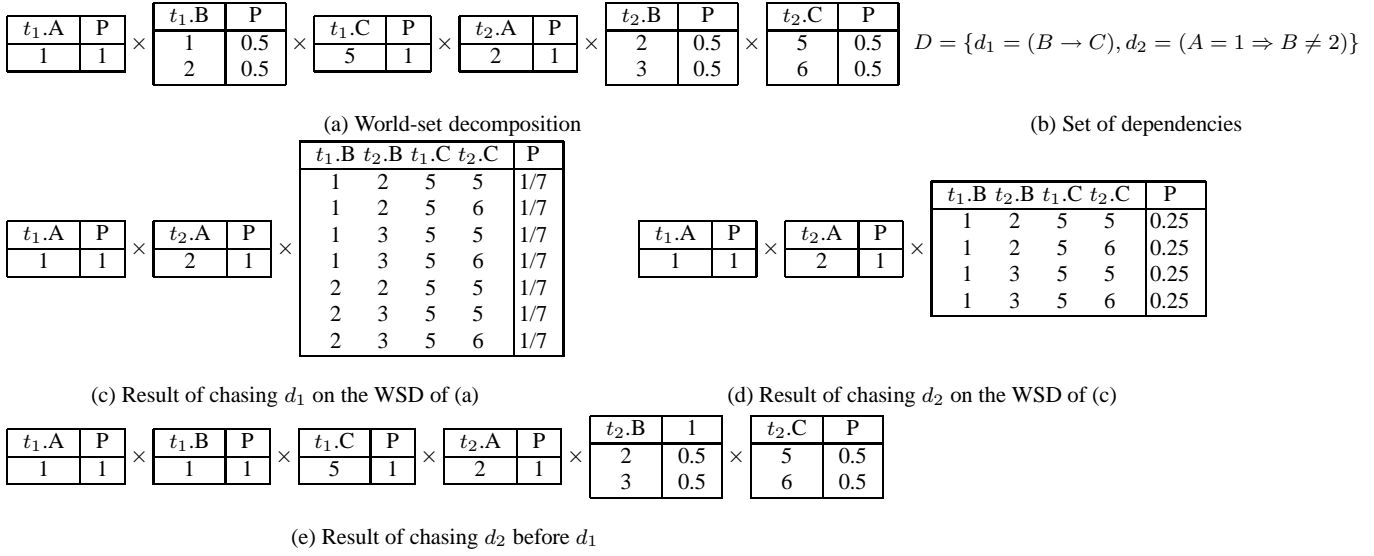 t₁.A P × t₁.B P × t₁.C P × t₂.A P × t₂.B P × t₂.C P D = {d₁ = (B → C), d₂ = (A = 1 ⇒ B ≠ 2)}
1 1 1 0.5 5 1 2 1 2 0.5 5 0.5
2 0.5 3 0.5 6 0.5
(a) World-set decomposition
(b) Set of dependencies
t₁.A P × t₂.A P × t₁.B t₂.B t₁.C t₂.C P
1 1 2 1
1 2 5 5 1/7
1 2 5 6 1/7
1 3 5 5 1/7
1 3 5 6 1/7
2 2 5 5 1/7
2 3 5 5 1/7
2 3 5 6 1/7
t₁.A P × t₂.A P × t₁.B t₂.B t₁.C t₂.C P
1 1 2 1
1 2 5 5 0.25
1 2 5 6 0.25
1 3 5 5 0.25
1 3 5 6 0.25
(c) Result of chasing d₁ on the WSD of (a)
(d) Result of chasing d₂ on the WSD of (c)
t₁.A P × t₁.B P × t₁.C P × t₂.A P × t₂.B 1 × t₂.C P
1 1 1 1 5 1 2 1 2 0.5 5 0.5
3 0.5 6 0.5
(e) Result of chasing d₂ before d₁